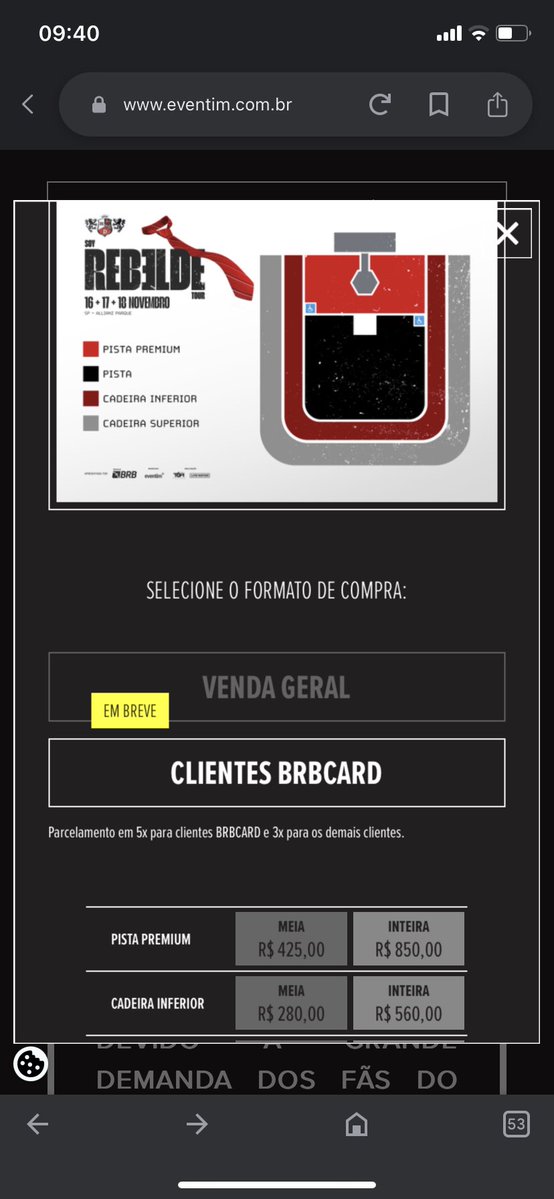 09:40
www.eventim.com.br
SOY
REBELDE
TOUR
16 + 17 + 18 NOVEMBRO
SP - ALLIANZ PARQUE
PISTA PREMIUM
PISTA
CADEIRA INFERIOR
CADEIRA SUPERIOR
BRB
eventim
SELECIONE O FORMATO DE COMPRA:
VENDA GERAL
EM BREVE
CLIENTES BRBCARD
Parcelamento em 5x para clientes BRBCARD e 3x para os demais clientes.
PISTA PREMIUM
MEIA
R$ 425,00
INTEIRA
R$ 850,00
CADEIRA INFERIOR
MEIA
R$ 280,00
INTEIRA
R$ 560,00
DEVIDO A GRANDE
DEMANDA DOS FÃS DO
53